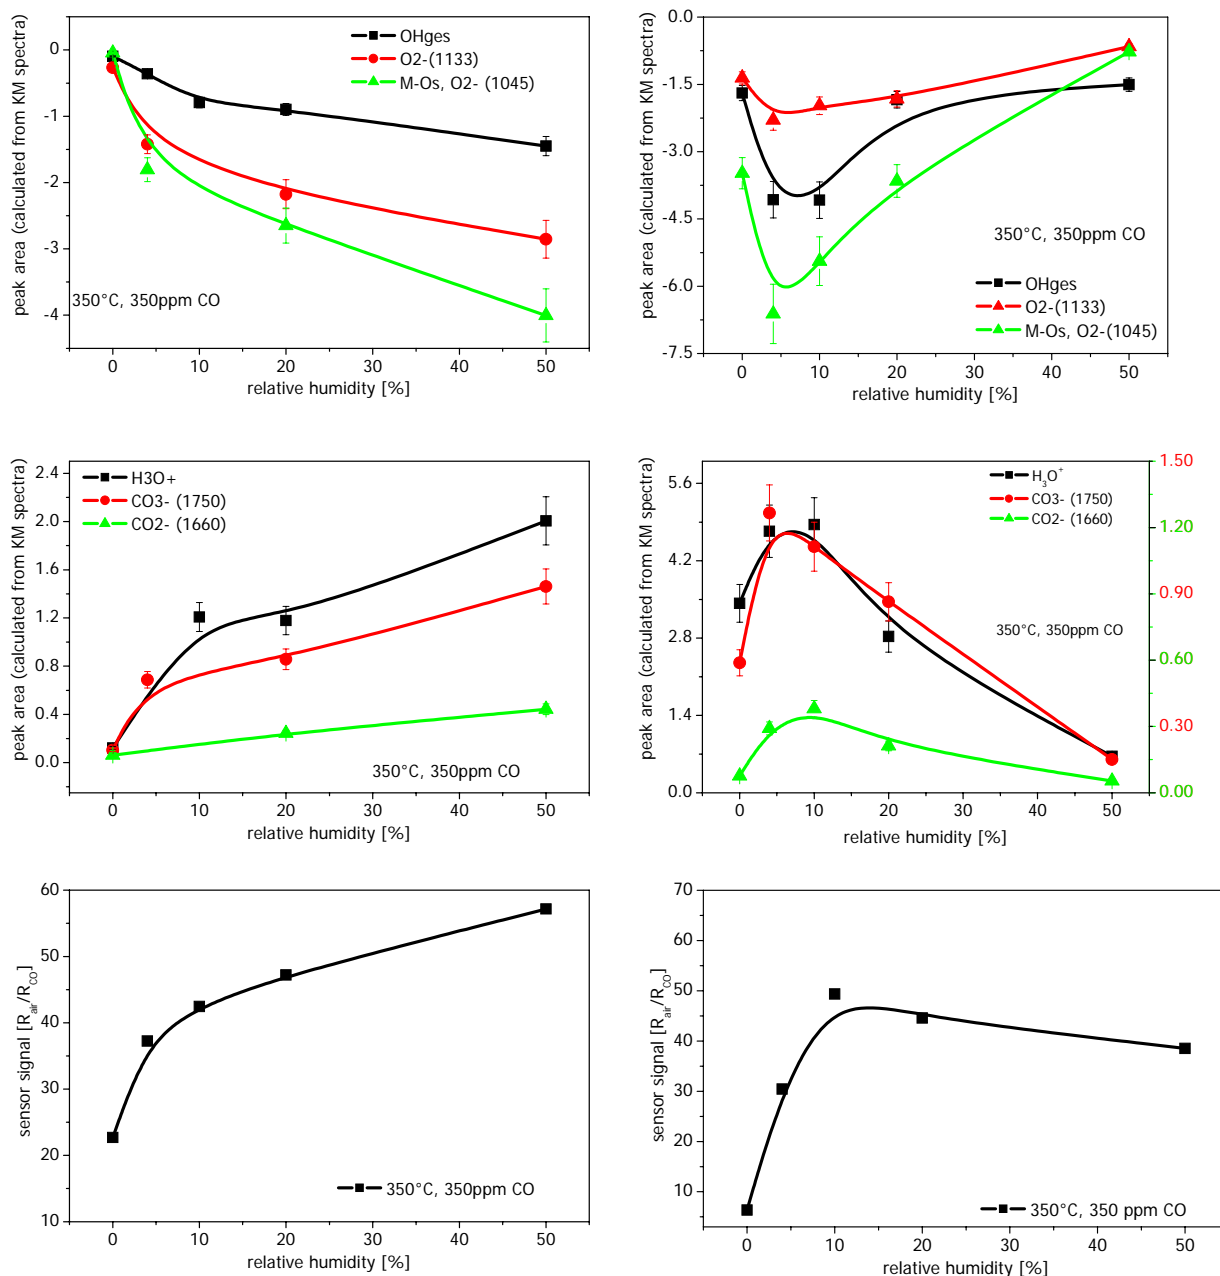 0
-1
-2
-3
-4
0 10 20 30 40 50
relative humidity [%]
peak area (calculated from KM spectra)
OHges
O2-(1133)
M-Os, O2- (1045)
350°C, 350ppm CO
0.0
-1.5
-3.0
-4.5
-6.0
-7.5
0 10 20 30 40 50
relative humidity [%]
peak area (calculated from KM spectra)
350°C, 350ppm CO
OHges
O2-(1133)
M-Os, O2-(1045)
2.4
2.0
1.6
1.2
0.8
0.4
0.0
0 10 20 30 40 50
relative humidity [%]
peak area (calculated from KM spectra)
H3O+
CO3- (1750)
CO2- (1660)
350°C, 350ppm CO
5.6
4.2
2.8
1.4
0.0
0 10 20 30 40 50
relative humidity [%]
peak area (calculated from KM spectra)
H₃O⁺
CO3- (1750)
CO2- (1660)
350°C, 350ppm CO
1.50
1.20
0.90
0.60
0.30
0.00
60
50
40
30
20
10
0 10 20 30 40 50
relative humidity [%]
sensor signal [R_air/R_CO]
350°C, 350ppm CO
70
60
50
40
30
20
10
0 10 20 30 40 50
relative humidity [%]
sensor signal [R_air/R_CO]
350°C, 350 ppm CO